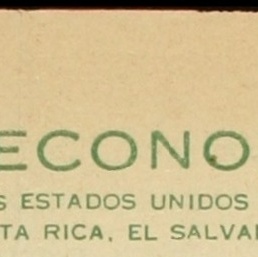 ECONO
S ESTADOS UNIDOS
TA RICA, EL SALVA